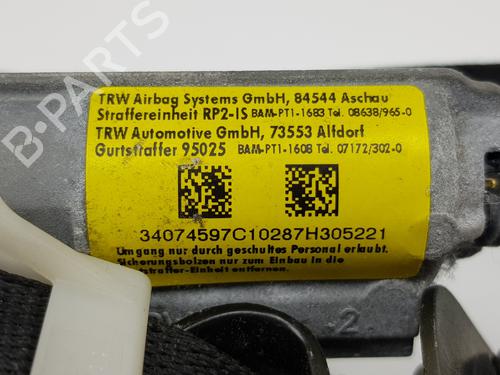 TRW Airbag Systems GmbH, 84544 Aschau
Straffereinheit RP2-IS BAM-PT1-1683 Tel. 08638/965-0
TRW Automotive GmbH, 73553 Alfdorf
Gurtstraffer 95025 BAM-PT1-1608 Tel. 07172/302-0
34074597C10287H305221
Umgang nur durch geschultes Personal erlaubt.
Sicherungsbolzen nur zum Einbau in die
Gurtstraffer-Einheit entfernen.
2
B-PARTS